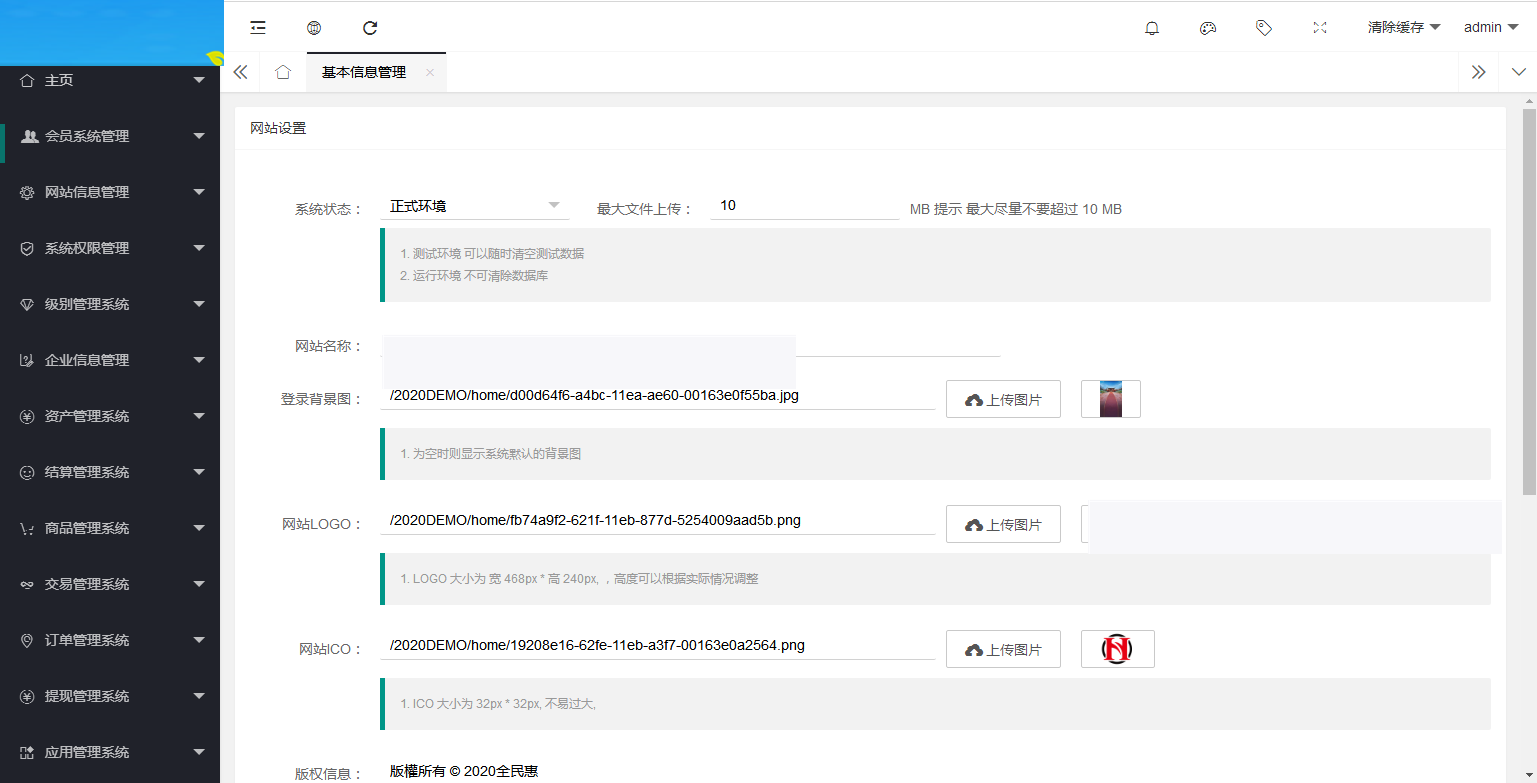 清除缓存
admin
基本信息管理
主页
会员系统管理
网站信息管理
系统权限管理
级别管理系统
企业信息管理
资产管理系统
结算管理系统
商品管理系统
交易管理系统
订单管理系统
提现管理系统
应用管理系统
网站设置
系统状态： 正式环境 最大文件上传： 10 MB 提示 最大尽量不要超过 10 MB
1. 测试环境 可以随时清空测试数据
2. 运行环境 不可清除数据库
网站名称：
登录背景图： /2020DEMO/home/d00d64f6-a4bc-11ea-ae60-00163e0f55ba.jpg 上传图片
1. 为空时则显示系统默认的背景图
网站LOGO： /2020DEMO/home/fb74a9f2-621f-11eb-877d-5254009aad5b.png 上传图片
1. LOGO 大小为 宽 468px * 高 240px, ，高度可以根据实际情况调整
网站ICO： /2020DEMO/home/19208e16-62fe-11eb-a3f7-00163e0a2564.png 上传图片
1. ICO 大小为 32px * 32px, 不易过大,
版权信息： 版權所有 © 2020全民惠